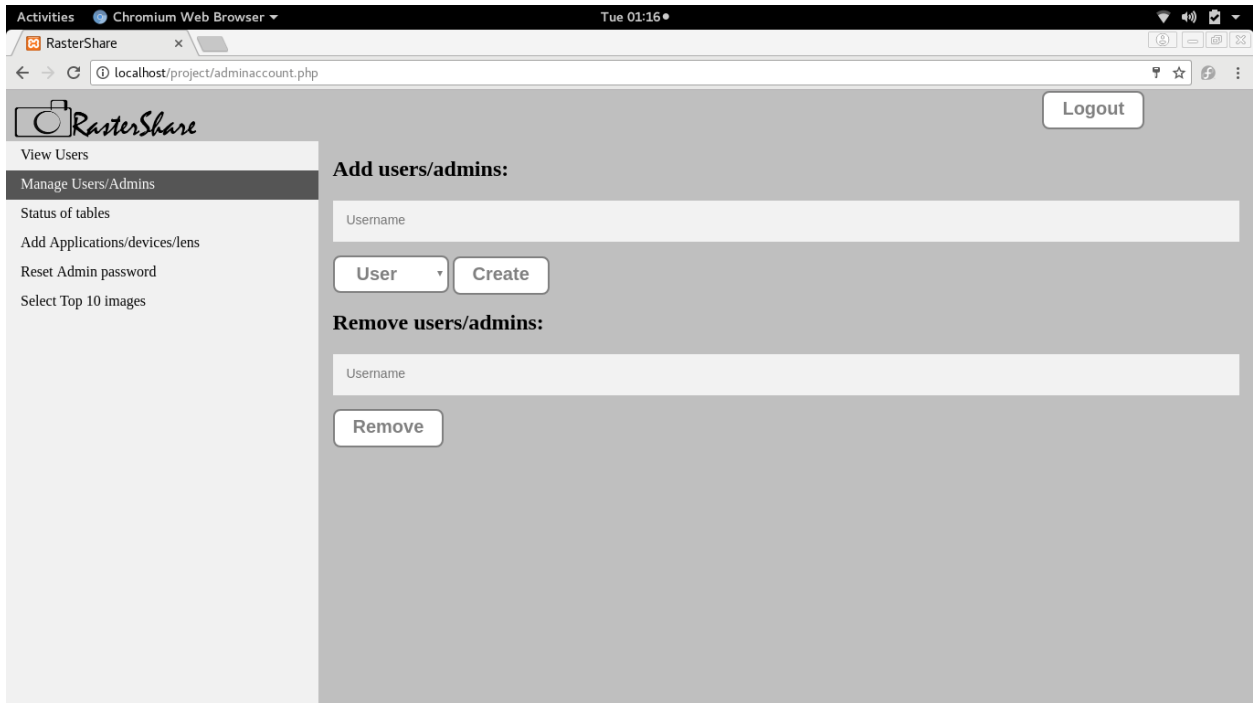 Activities Chromium Web Browser Tue 01:16
RasterShare
localhost/project/adminaccount.php
RasterShare
Logout
View Users
Manage Users/Admins
Status of tables
Add Applications/devices/lens
Reset Admin password
Select Top 10 images
Add users/admins:
Username
User Create
Remove users/admins:
Username
Remove